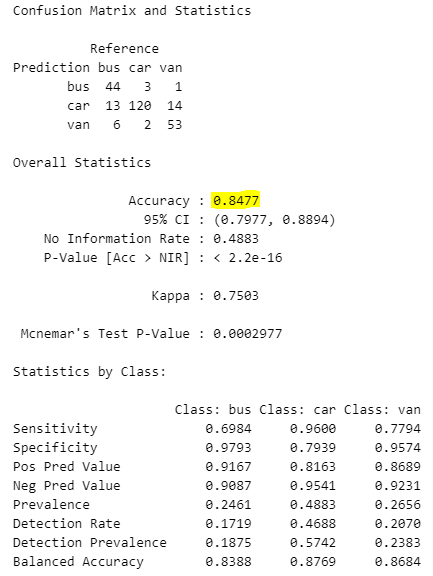 Confusion Matrix and Statistics
Reference
Prediction bus car van
bus 44 3 1
car 13 120 14
van 6 2 53
Overall Statistics
Accuracy : 0.8477
95% CI : (0.7977, 0.8894)
No Information Rate : 0.4883
P-Value [Acc > NIR] : < 2.2e-16
Kappa : 0.7503
Mcnemar's Test P-Value : 0.0002977
Statistics by Class:
Class: bus Class: car Class: van
Sensitivity 0.6984 0.9600 0.7794
Specificity 0.9793 0.7939 0.9574
Pos Pred Value 0.9167 0.8163 0.8689
Neg Pred Value 0.9087 0.9541 0.9231
Prevalence 0.2461 0.4883 0.2656
Detection Rate 0.1719 0.4688 0.2070
Detection Prevalence 0.1875 0.5742 0.2383
Balanced Accuracy 0.8388 0.8769 0.8684